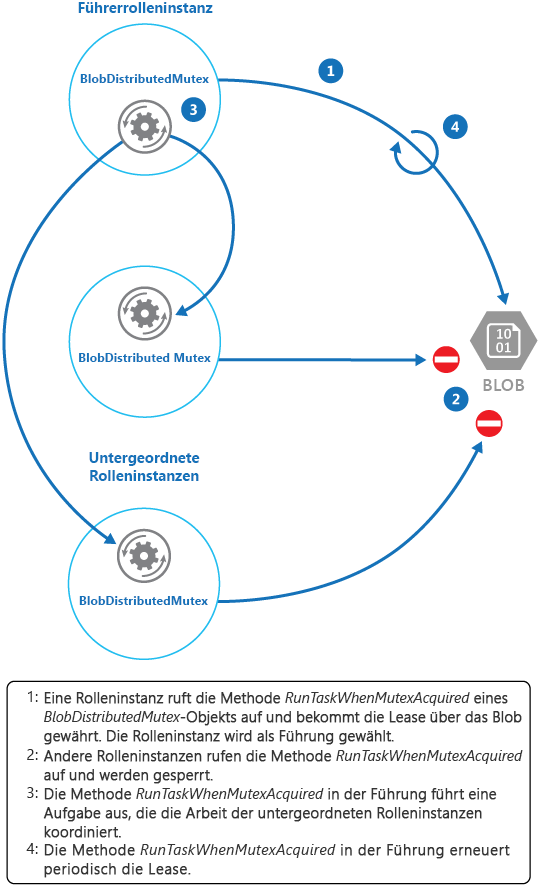 Führerrolleninstanz
BlobDistributedMutex
1
3
4
10
01
BlobDistributed Mutex
BLOB
2
Untergeordnete
Rolleninstanzen
BlobDistributedMutex
1: Eine Rolleninstanz ruft die Methode RunTaskWhenMutexAcquired eines
BlobDistributedMutex-Objekts auf und bekommt die Lease über das Blob
gewährt. Die Rolleninstanz wird als Führung gewählt.
2: Andere Rolleninstanzen rufen die Methode RunTaskWhenMutexAcquired
auf und werden gesperrt.
3: Die Methode RunTaskWhenMutexAcquired in der Führung führt eine
Aufgabe aus, die die Arbeit der untergeordneten Rolleninstanzen
koordiniert.
4: Die Methode RunTaskWhenMutexAcquired in der Führung erneuert
periodisch die Lease.